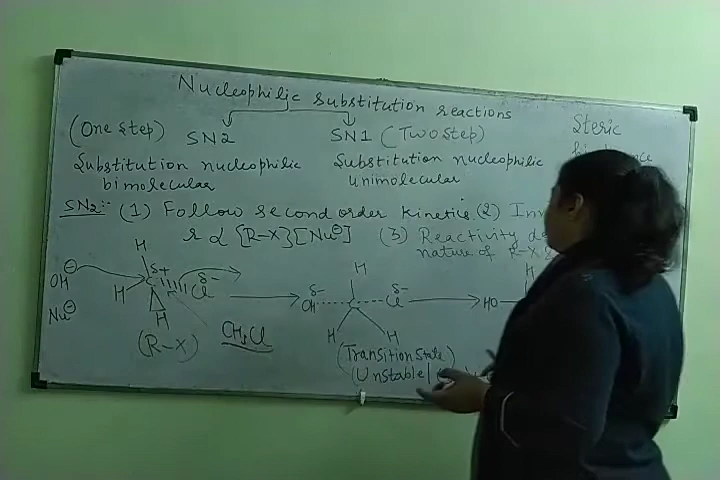 Nucleophilic substitution reactions
(One step) SN2 SN1 (Two step)
Steric
Substitution nucleophilic bimolecular
Substitution nucleophilic unimolecular
SN2:- (1) Follow second order kinetics. (2)
r ∝ [R-X][Nu⊖] (3) Reactivity
nature of R-X &
OH⊖
Nu⊖
H
C δ+
Cl δ-
H
H
(R-X)
CH3Cl
H
δ- OH C Cl δ-
H H
(Transition state)
(Unstable/
H
HO